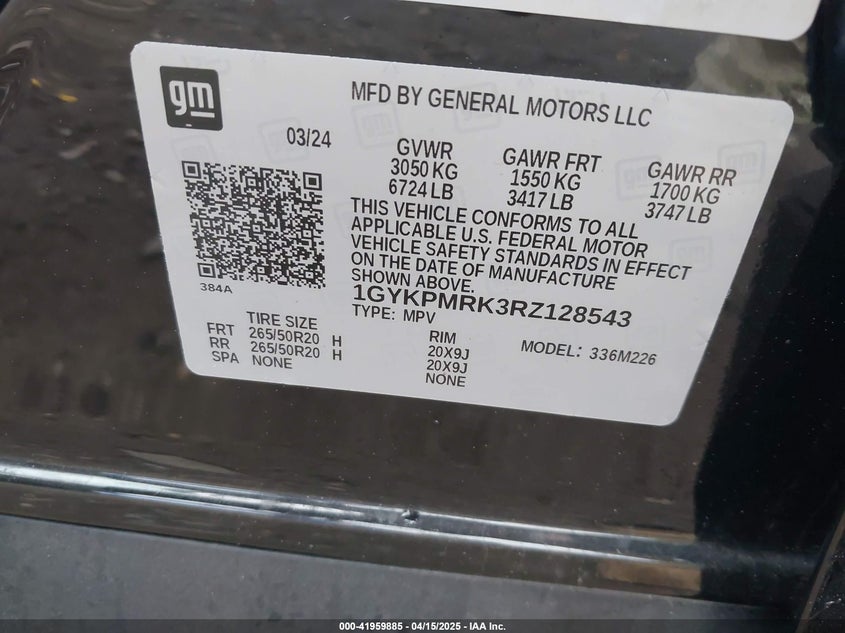 gm
MFD BY GENERAL MOTORS LLC
03/24
GVWR
3050 KG
6724 LB
GAWR FRT
1550 KG
3417 LB
GAWR RR
1700 KG
3747 LB
THIS VEHICLE CONFORMS TO ALL
APPLICABLE U.S. FEDERAL MOTOR
VEHICLE SAFETY STANDARDS IN EFFECT
ON THE DATE OF MANUFACTURE
SHOWN ABOVE.
384A
1GYKPMRK3RZ128543
TYPE: MPV
TIRE SIZE
FRT 265/50R20 H
RR 265/50R20 H
SPA NONE
RIM
20X9J
20X9J
NONE
MODEL: 336M226
000-41959885 - 04/15/2025 - IAA Inc.